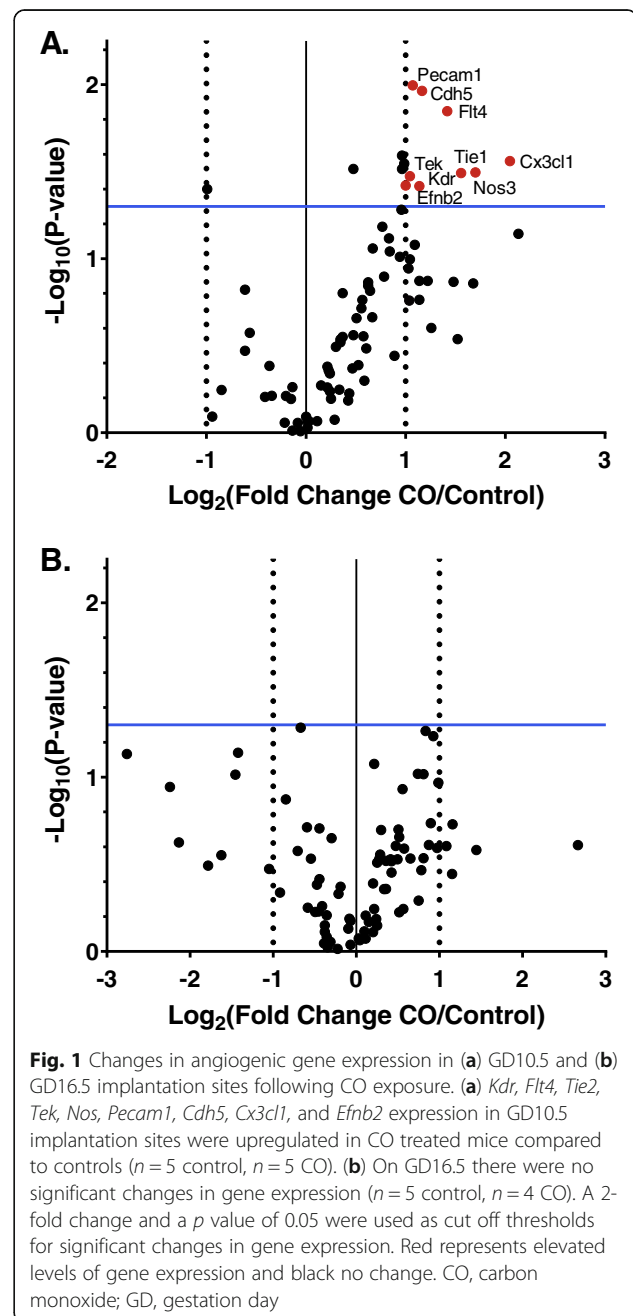 A.
Pecam1
2
Cdh5
Flt4
Tie1
Cx3cl1
Tek
Kdr
Nos3
Efnb2
-Log10(P-value)
1
0
-2 -1 0 1 2 3
Log2(Fold Change CO/Control)
B.
2
-Log10(P-value)
1
0
-3 -2 -1 0 1 2 3
Log2(Fold Change CO/Control)
Fig. 1 Changes in angiogenic gene expression in (a) GD10.5 and (b)
GD16.5 implantation sites following CO exposure. (a) Kdr, Flt4, Tie2,
Tek, Nos, Pecam1, Cdh5, Cx3cl1, and Efnb2 expression in GD10.5
implantation sites were upregulated in CO treated mice compared
to controls (n = 5 control, n = 5 CO). (b) On GD16.5 there were no
significant changes in gene expression (n = 5 control, n = 4 CO). A 2-
fold change and a p value of 0.05 were used as cut off thresholds
for significant changes in gene expression. Red represents elevated
levels of gene expression and black no change. CO, carbon
monoxide; GD, gestation day